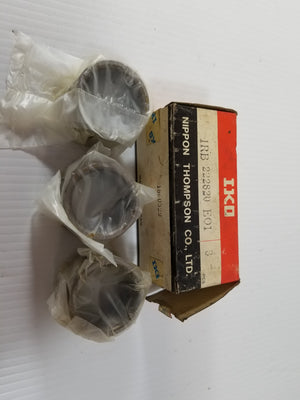 IKO
IRB 222820 E01 3
NIPPON THOMPSON CO., LTD.